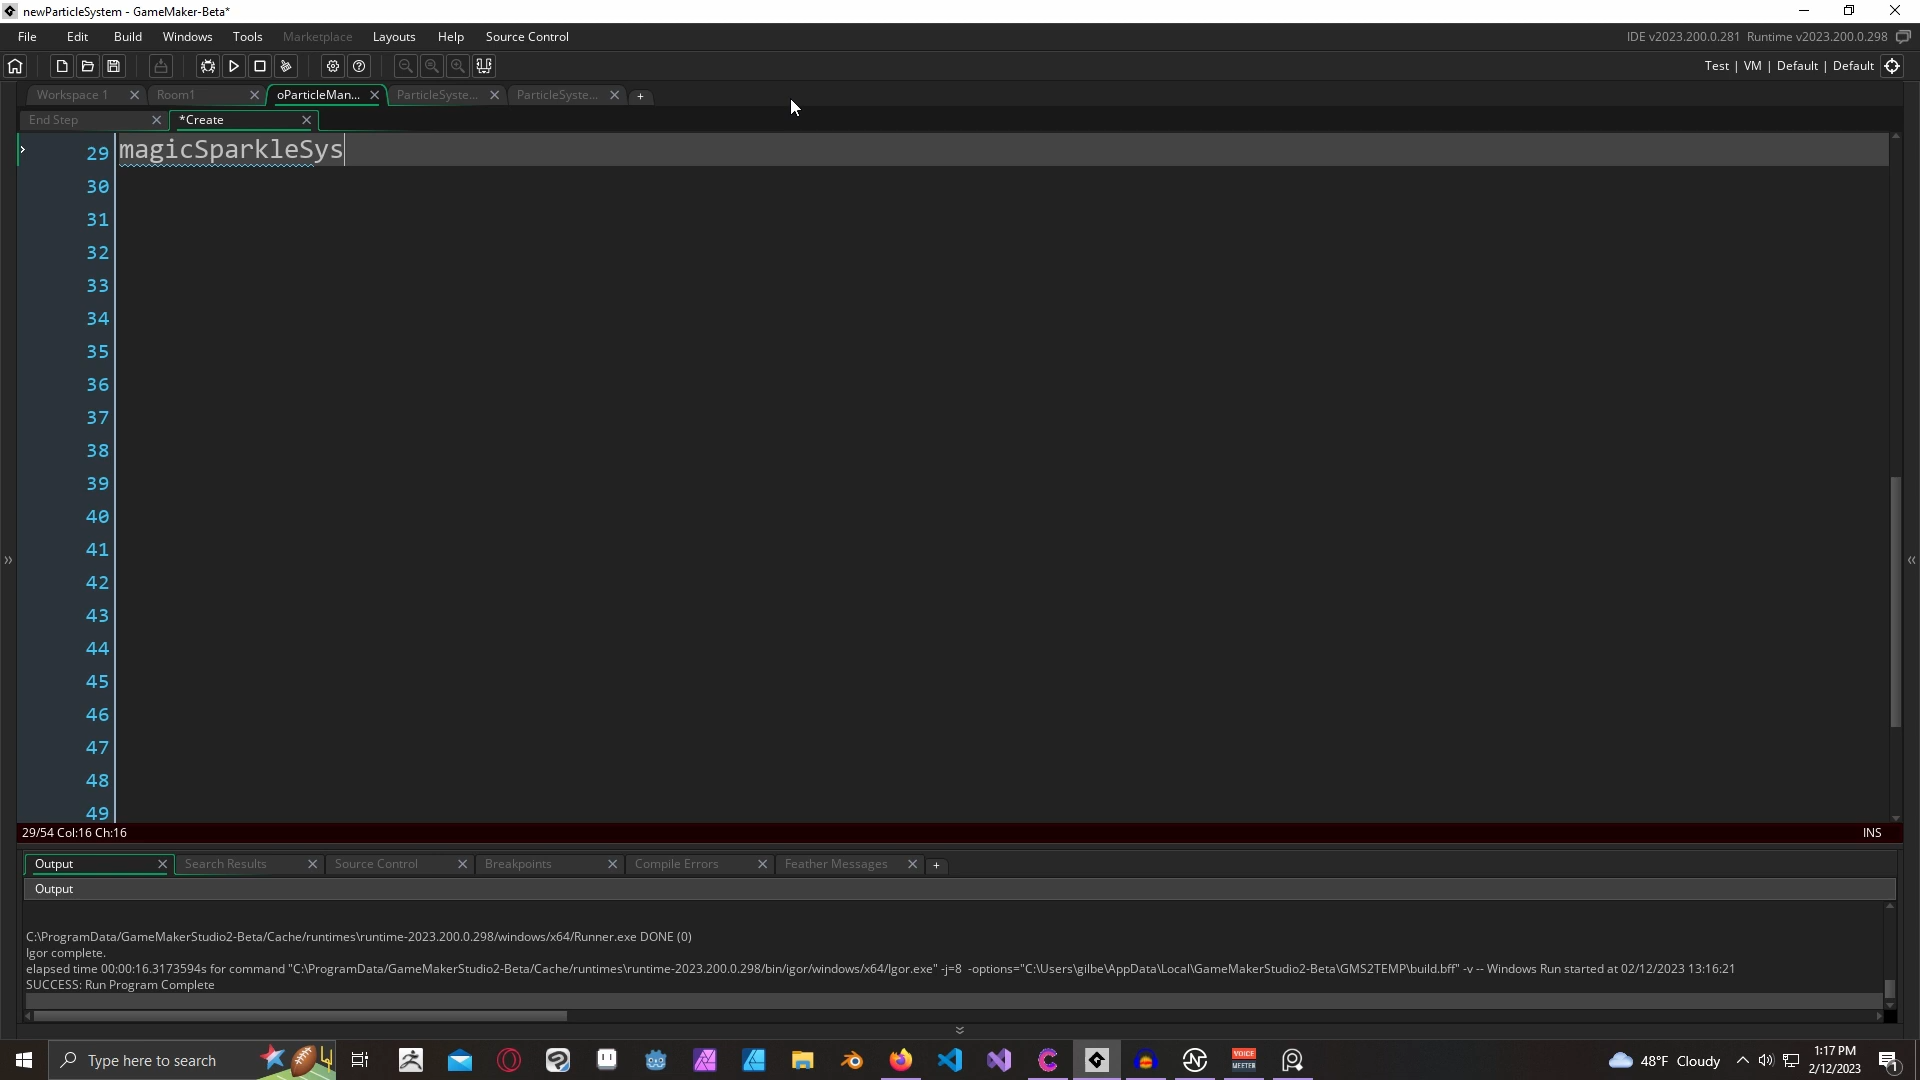 newParticleSystem - GameMaker-Beta*
File Edit Build Windows Tools Marketplace Layouts Help Source Control
IDE v2023.200.0.281 Runtime v2023.200.0.298
Test | VM | Default | Default
Workspace 1 Room1 oParticleMan... ParticleSyste... ParticleSyste...
End Step *Create
29 magicSparkleSys
30
31
32
33
34
35
36
37
38
39
40
41
42
43
44
45
46
47
48
49
29/54 Col:16 Ch:16 INS
Output Search Results Source Control Breakpoints Compile Errors Feather Messages
Output
C:\ProgramData/GameMakerStudio2-Beta/Cache/runtimes\runtime-2023.200.0.298/windows/x64/Runner.exe DONE (0)
Igor complete.
elapsed time 00:00:16.3173594s for command "C:\ProgramData/GameMakerStudio2-Beta/Cache/runtimes\runtime-2023.200.0.298/bin/igor/windows/x64/Igor.exe" -j=8 -options="C:\Users\gilbe\AppData\Local\GameMakerStudio2-Beta\GMS2TEMP\build.bff" -v -- Windows Run started at 02/12/2023 13:16:21
SUCCESS: Run Program Complete
Type here to search
VOICE
MEETER
48°F Cloudy
1:17 PM
2/12/2023
1